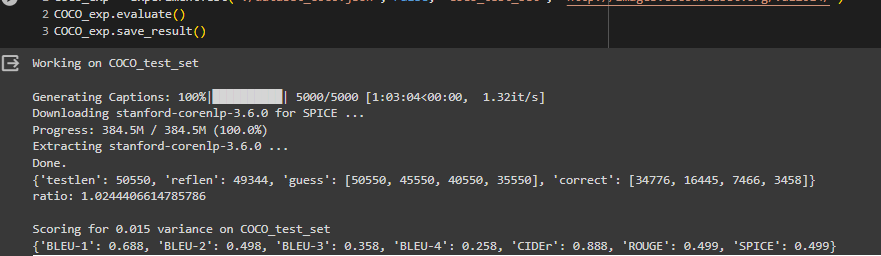 2 COCO_exp.evaluate()
3 COCO_exp.save_result()
Working on COCO_test_set
Generating Captions: 100%|██████████| 5000/5000 [1:03:04<00:00, 1.32it/s]
Downloading stanford-corenlp-3.6.0 for SPICE ...
Progress: 384.5M / 384.5M (100.0%)
Extracting stanford-corenlp-3.6.0 ...
Done.
{'testlen': 50550, 'reflen': 49344, 'guess': [50550, 45550, 40550, 35550], 'correct': [34776, 16445, 7466, 3458]}
ratio: 1.0244406614785786
Scoring for 0.015 variance on COCO_test_set
{'BLEU-1': 0.688, 'BLEU-2': 0.498, 'BLEU-3': 0.358, 'BLEU-4': 0.258, 'CIDEr': 0.888, 'ROUGE': 0.499, 'SPICE': 0.499}